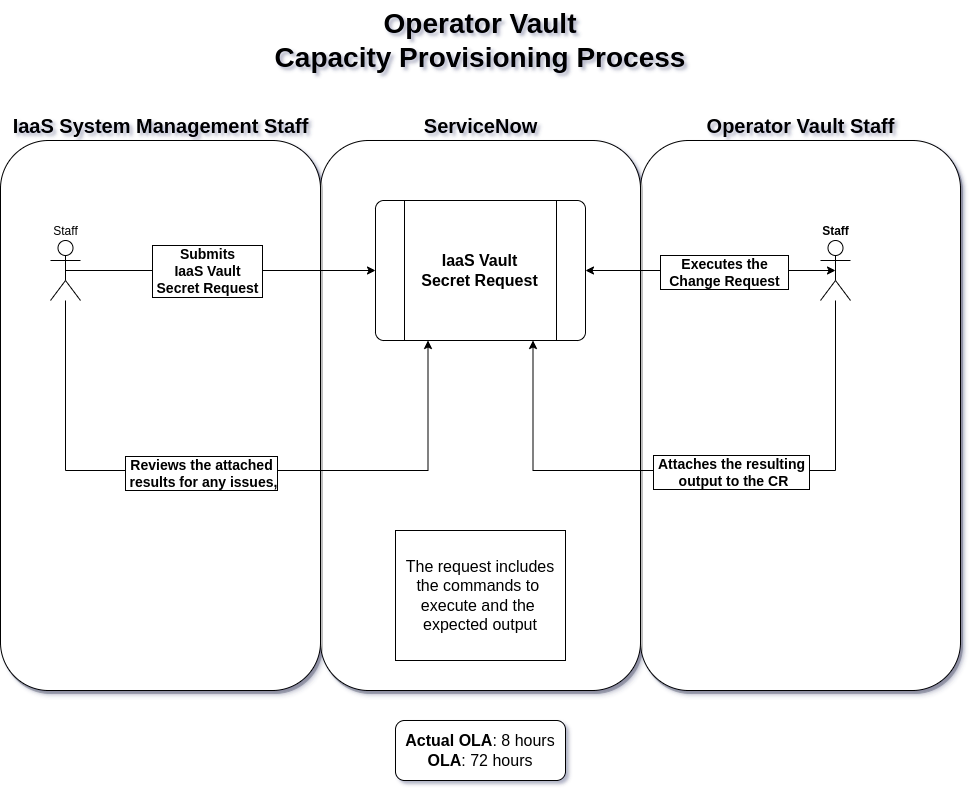 Operator Vault
Capacity Provisioning Process
IaaS System Management Staff
ServiceNow
Operator Vault Staff
Staff
Submits
IaaS Vault
Secret Request
IaaS Vault
Secret Request
Staff
Executes the
Change Request
Reviews the attached
results for any issues,
Attaches the resulting
output to the CR
The request includes
the commands to
execute and the
expected output
Actual OLA: 8 hours
OLA: 72 hours